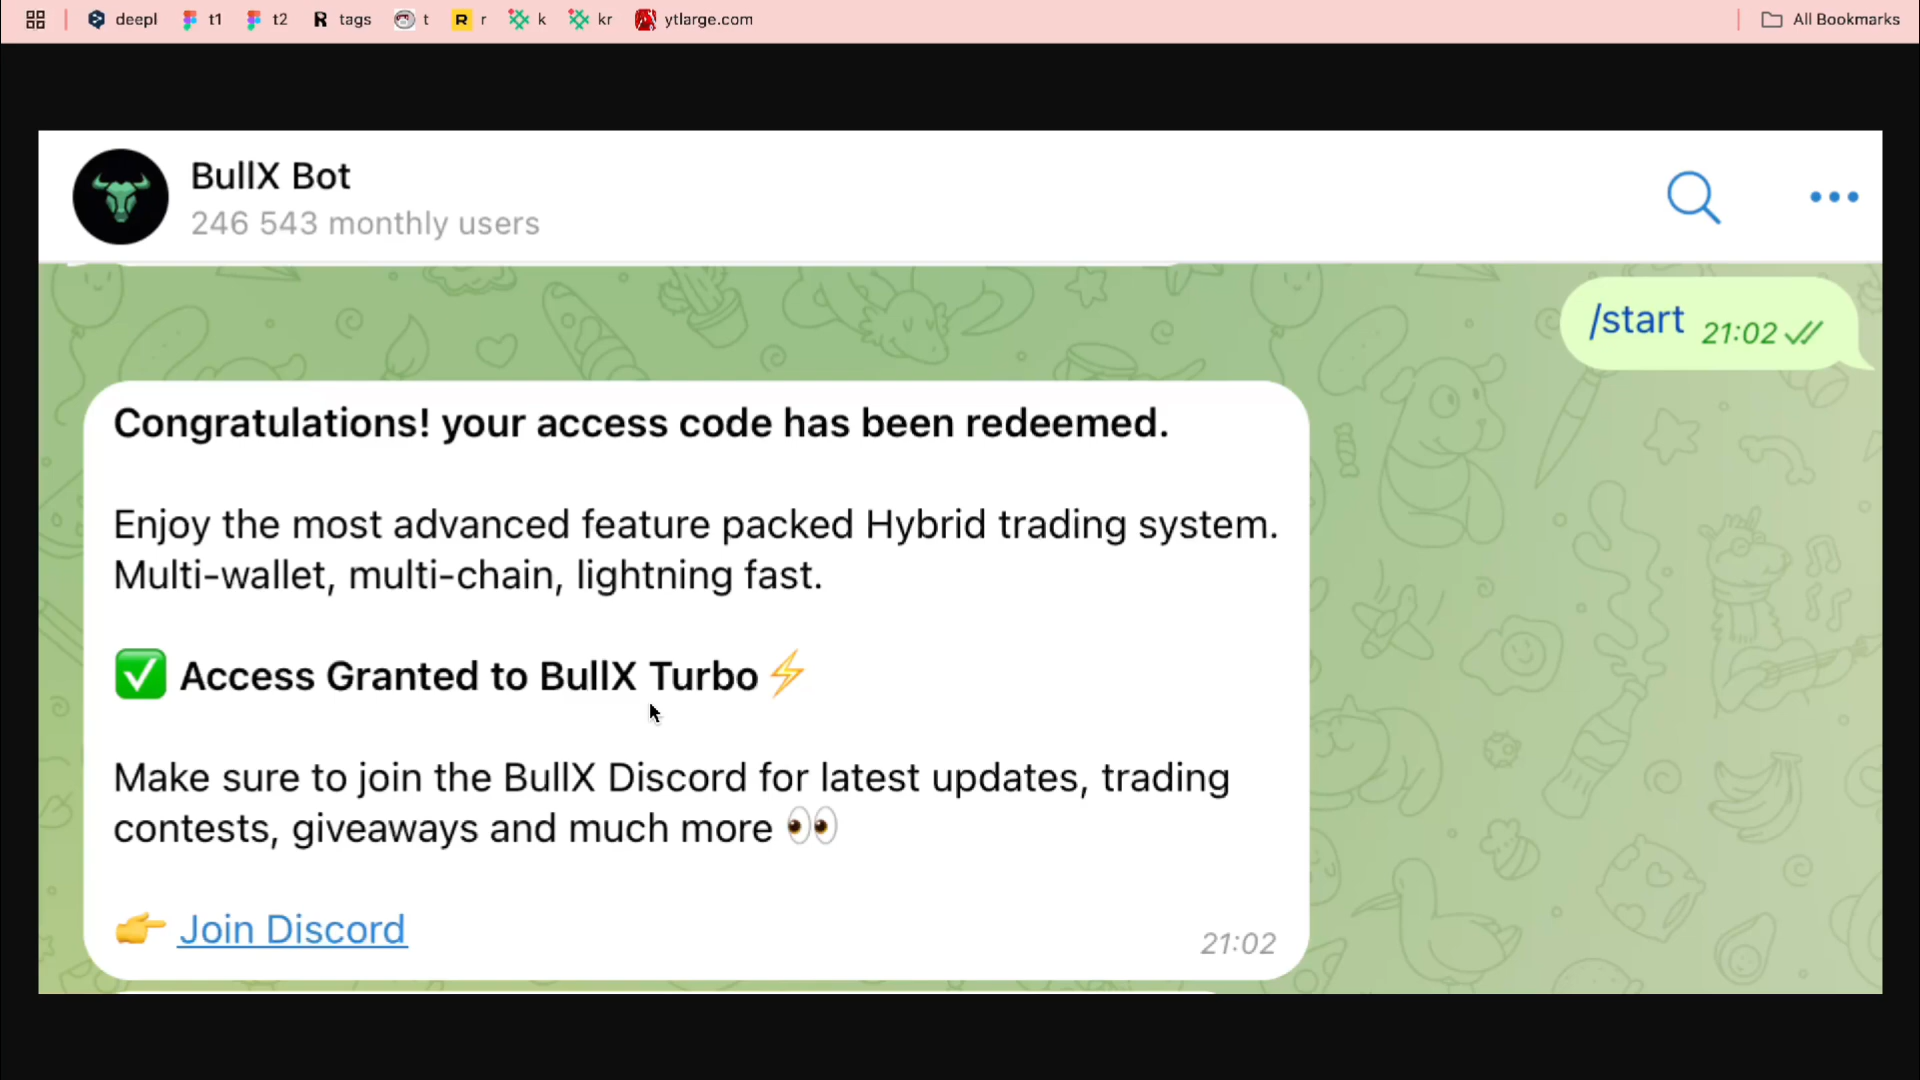 deepl t1 t2 tags t r k kr ytlarge.com All Bookmarks
BullX Bot
246 543 monthly users
/start 21:02
Congratulations! your access code has been redeemed.
Enjoy the most advanced feature packed Hybrid trading system.
Multi-wallet, multi-chain, lightning fast.
✅ Access Granted to BullX Turbo⚡
Make sure to join the BullX Discord for latest updates, trading
contests, giveaways and much more 👀
👉 Join Discord
21:02